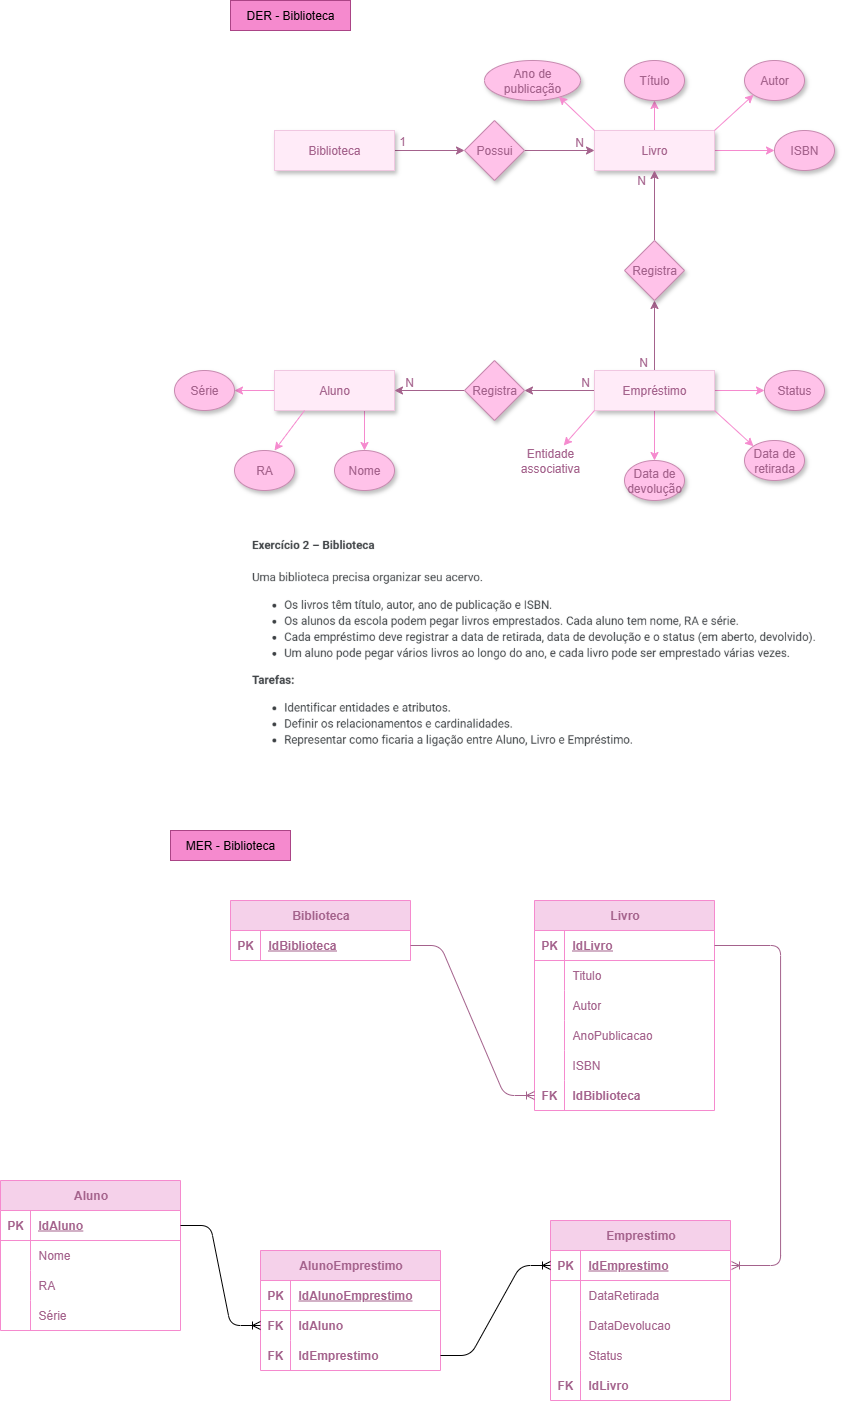 DER - Biblioteca
Ano de
publicação
Título
Autor
Biblioteca
1
Possui
N
Livro
ISBN
N
Registra
N
Série
Aluno
N
Registra
N
Empréstimo
Status
RA
Nome
Entidade
associativa
Data de
devolução
Data de
retirada
Exercício 2 – Biblioteca
Uma biblioteca precisa organizar seu acervo.
• Os livros têm título, autor, ano de publicação e ISBN.
• Os alunos da escola podem pegar livros emprestados. Cada aluno tem nome, RA e série.
• Cada empréstimo deve registrar a data de retirada, data de devolução e o status (em aberto, devolvido).
• Um aluno pode pegar vários livros ao longo do ano, e cada livro pode ser emprestado várias vezes.
Tarefas:
• Identificar entidades e atributos.
• Definir os relacionamentos e cardinalidades.
• Representar como ficaria a ligação entre Aluno, Livro e Empréstimo.
MER - Biblioteca
Biblioteca
PK IdBiblioteca
Livro
PK IdLivro
Titulo
Autor
AnoPublicacao
ISBN
FK IdBiblioteca
Aluno
PK IdAluno
Nome
RA
Série
AlunoEmprestimo
PK IdAlunoEmprestimo
FK IdAluno
FK IdEmprestimo
Emprestimo
PK IdEmprestimo
DataRetirada
DataDevolucao
Status
FK IdLivro